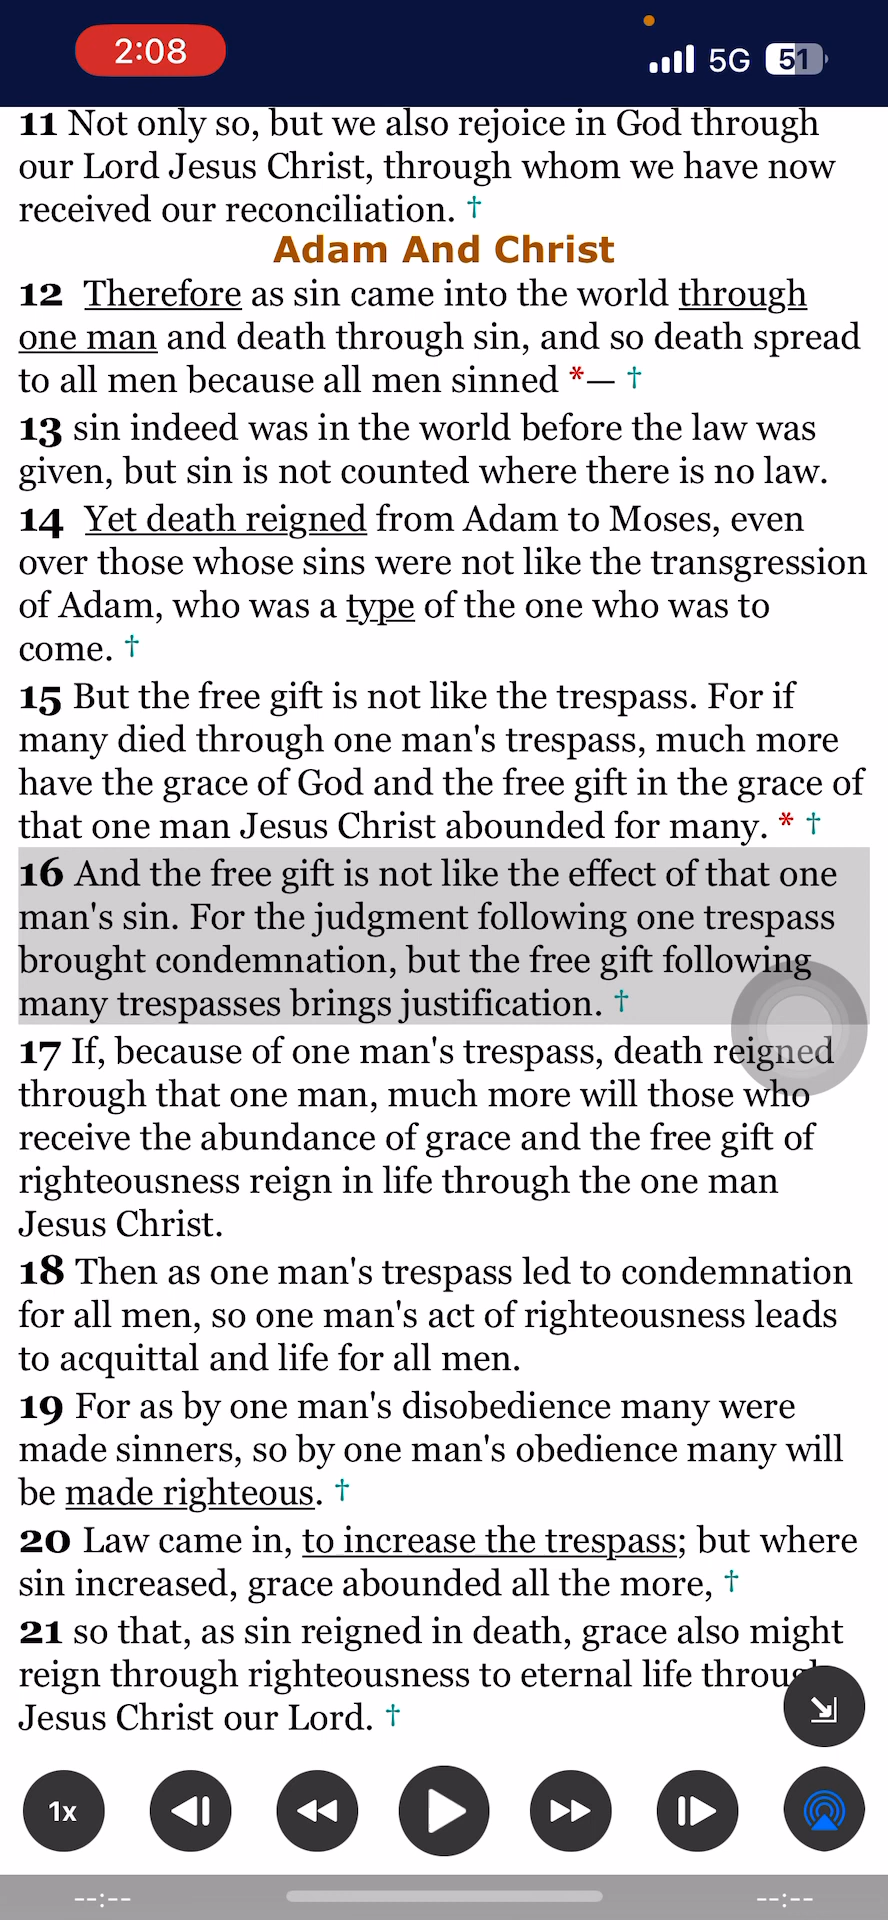 2:08
5G 51
11 Not only so, but we also rejoice in God through
our Lord Jesus Christ, through whom we have now
received our reconciliation. †
Adam And Christ
12 Therefore as sin came into the world through
one man and death through sin, and so death spread
to all men because all men sinned *— †
13 sin indeed was in the world before the law was
given, but sin is not counted where there is no law.
14 Yet death reigned from Adam to Moses, even
over those whose sins were not like the transgression
of Adam, who was a type of the one who was to
come. †
15 But the free gift is not like the trespass. For if
many died through one man's trespass, much more
have the grace of God and the free gift in the grace of
that one man Jesus Christ abounded for many. * †
16 And the free gift is not like the effect of that one
man's sin. For the judgment following one trespass
brought condemnation, but the free gift following
many trespasses brings justification. †
17 If, because of one man's trespass, death reigned
through that one man, much more will those who
receive the abundance of grace and the free gift of
righteousness reign in life through the one man
Jesus Christ.
18 Then as one man's trespass led to condemnation
for all men, so one man's act of righteousness leads
to acquittal and life for all men.
19 For as by one man's disobedience many were
made sinners, so by one man's obedience many will
be made righteous. †
20 Law came in, to increase the trespass; but where
sin increased, grace abounded all the more, †
21 so that, as sin reigned in death, grace also might
reign through righteousness to eternal life through
Jesus Christ our Lord. †
1x
--:-- --:--